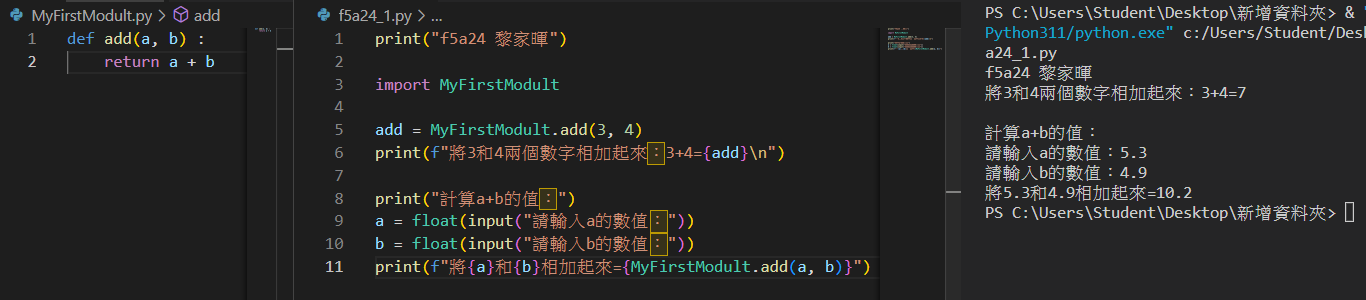 MyFirstModult.py > add
1 def add(a, b) :
2     return a + b
f5a24_1.py > ...
1 print("f5a24 黎家暉")
2
3 import MyFirstModult
4
5 add = MyFirstModult.add(3, 4)
6 print(f"將3和4兩個數字相加起來：3+4={add}\n")
7
8 print("計算a+b的值：")
9 a = float(input("請輸入a的數值："))
10 b = float(input("請輸入b的數值："))
11 print(f"將{a}和{b}相加起來={MyFirstModult.add(a, b)}")
PS C:\Users\Student\Desktop\新增資料夾> &
Python311/python.exe" c:/Users/Student/Des
a24_1.py
f5a24 黎家暉
將3和4兩個數字相加起來：3+4=7
計算a+b的值：
請輸入a的數值：5.3
請輸入b的數值：4.9
將5.3和4.9相加起來=10.2
PS C:\Users\Student\Desktop\新增資料夾>